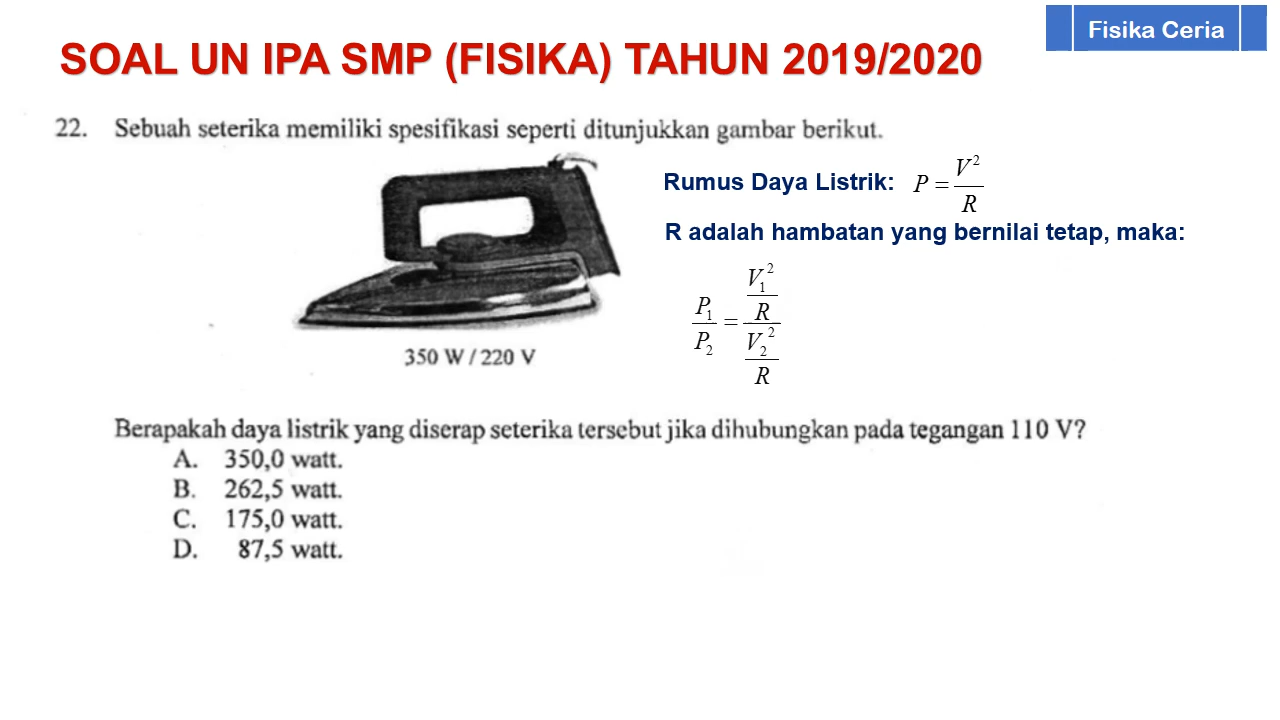 Fisika Ceria
SOAL UN IPA SMP (FISIKA) TAHUN 2019/2020
22. Sebuah seterika memiliki spesifikasi seperti ditunjukkan gambar berikut.
Rumus Daya Listrik: P = V² / R
R adalah hambatan yang bernilai tetap, maka:
P₁ / P₂ = (V₁² / R) / (V₂² / R)
350 W / 220 V
Berapakah daya listrik yang diserap seterika tersebut jika dihubungkan pada tegangan 110 V?
A. 350,0 watt.
B. 262,5 watt.
C. 175,0 watt.
D. 87,5 watt.